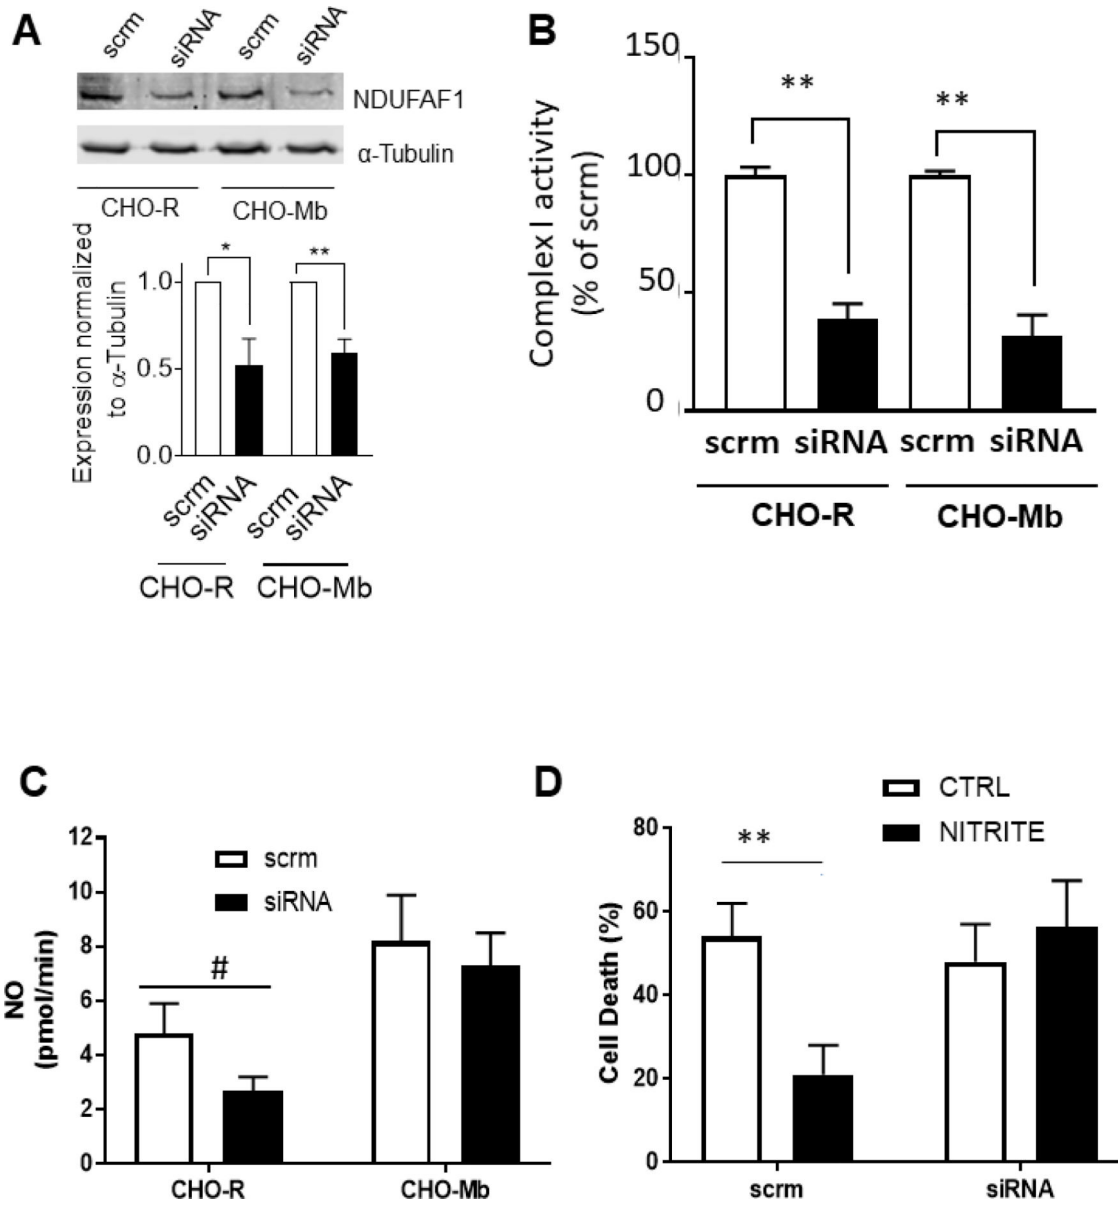 A
scrm
siRNA
scrm
siRNA
NDUFAF1
α-Tubulin
CHO-R
CHO-Mb
Expression normalized
to α-Tubulin
1.0
0.5
0.0
*
**
scrm
siRNA
scrm
siRNA
CHO-R
CHO-Mb
B
Complex I activity
(% of scrm)
150
100
50
0
**
**
scrm siRNA scrm siRNA
CHO-R
CHO-Mb
C
NO
(pmol/min)
12
10
8
6
4
2
0
scrm
siRNA
#
CHO-R
CHO-Mb
D
CTRL
NITRITE
Cell Death (%)
80
60
40
20
0
**
scrm
siRNA